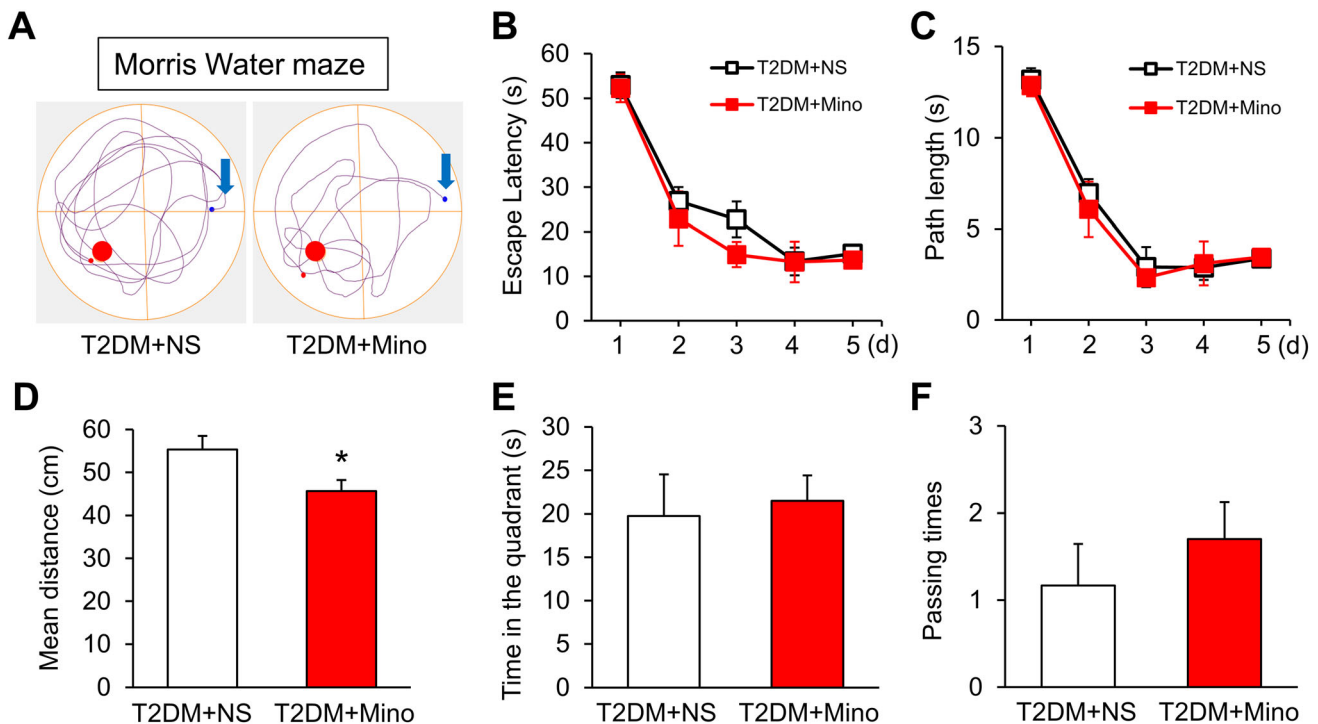 A
Morris Water maze
T2DM+NS
T2DM+Mino
B
Escape Latency (s)
60
50
40
30
20
10
0
T2DM+NS
T2DM+Mino
1 2 3 4 5 (d)
C
Path length (s)
15
10
5
0
T2DM+NS
T2DM+Mino
1 2 3 4 5 (d)
D
Mean distance (cm)
60
50
40
30
20
10
0
*
T2DM+NS
T2DM+Mino
E
Time in the quadrant (s)
30
25
20
15
10
5
0
T2DM+NS
T2DM+Mino
F
Passing times
3
2
1
0
T2DM+NS
T2DM+Mino